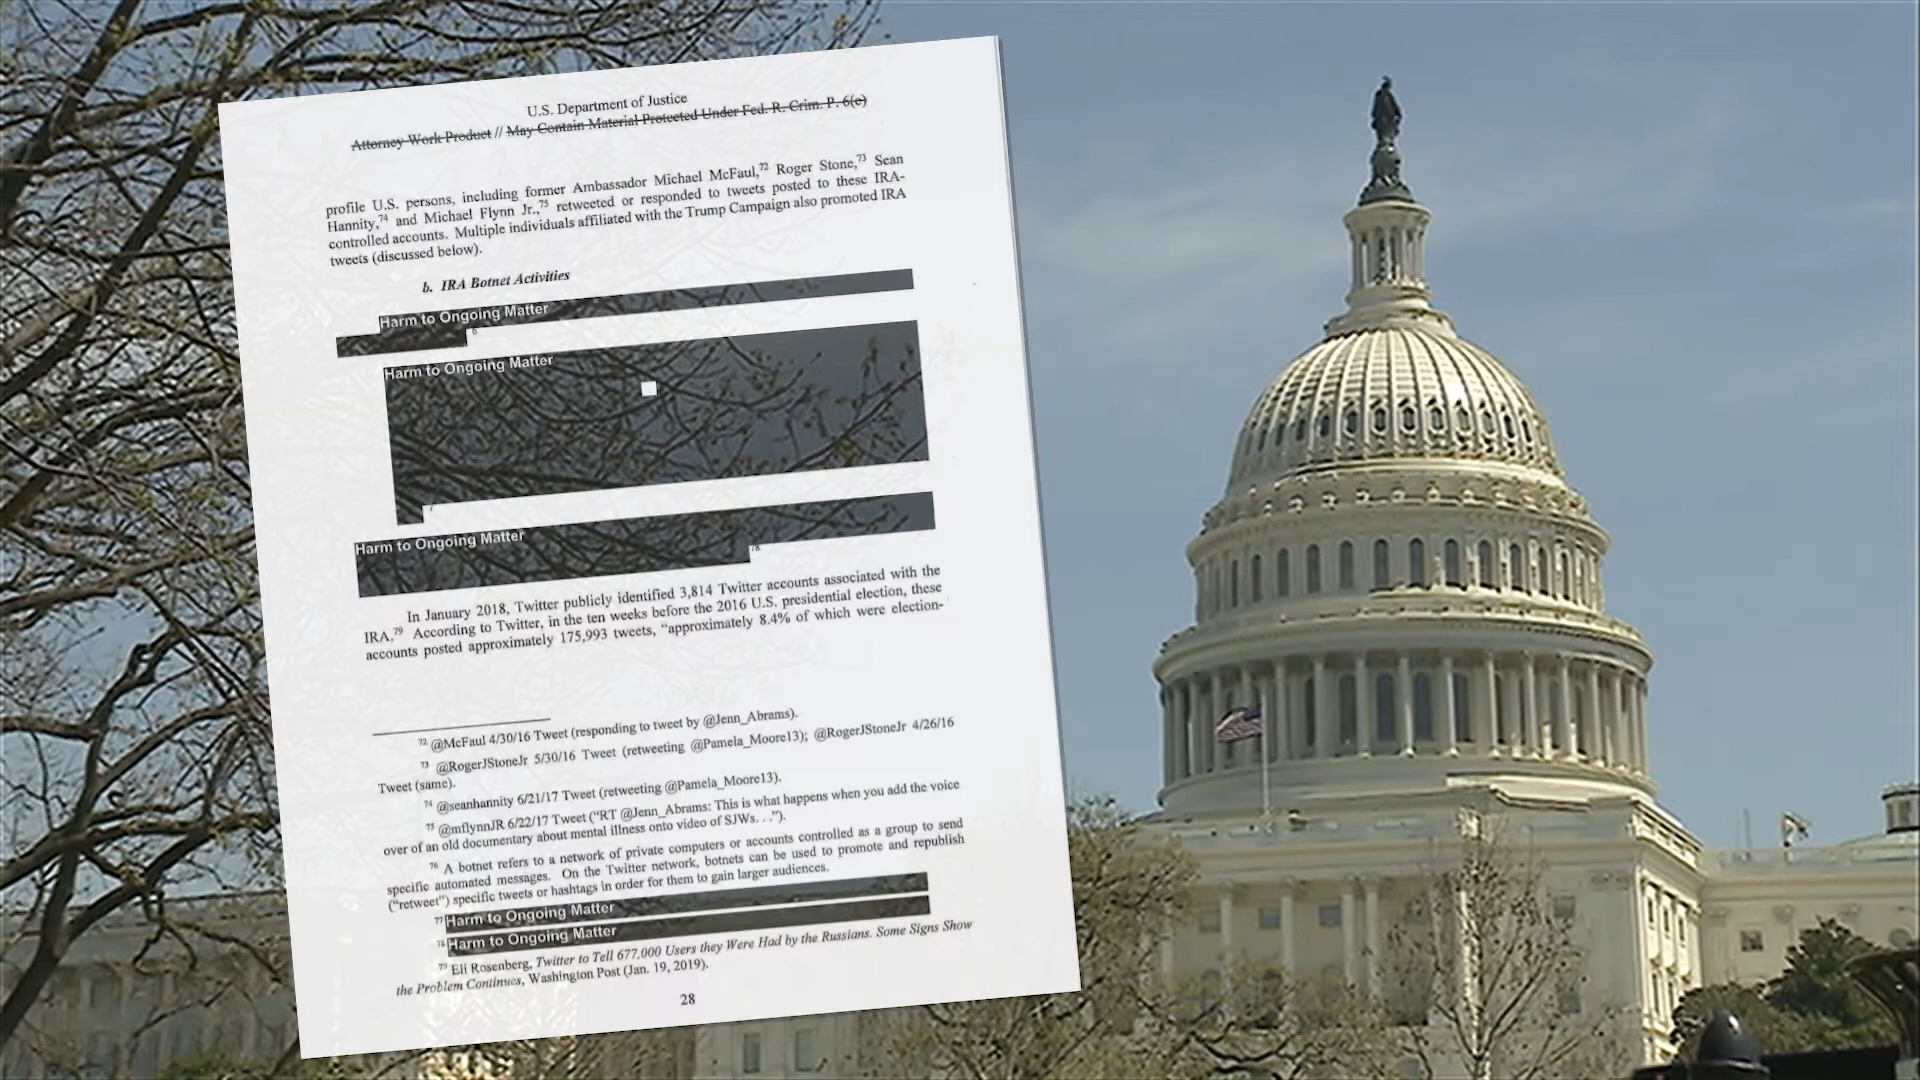 U.S. Department of Justice
Attorney Work Product // May Contain Material Protected Under Fed. R. Crim. P. 6(e)
profile U.S. persons, including former Ambassador Michael McFaul,72 Roger Stone,73 Sean
Hannity,74 and Michael Flynn Jr.,75 retweeted or responded to tweets posted to these IRA-
controlled accounts. Multiple individuals affiliated with the Trump Campaign also promoted IRA
tweets (discussed below).
b. IRA Botnet Activities
Harm to Ongoing Matter
6
Harm to Ongoing Matter
Harm to Ongoing Matter
78
In January 2018, Twitter publicly identified 3,814 Twitter accounts associated with the
IRA.79 According to Twitter, in the ten weeks before the 2016 U.S. presidential election, these
accounts posted approximately 175,993 tweets, “approximately 8.4% of which were election-
72 @McFaul 4/30/16 Tweet (responding to tweet by @Jenn_Abrams).
73 @RogerJStoneJr 5/30/16 Tweet (retweeting @Pamela_Moore13); @RogerJStoneJr 4/26/16
Tweet (same).
74 @seanhannity 6/21/17 Tweet (retweeting @Pamela_Moore13).
75 @mflynnJR 6/22/17 Tweet (“RT @Jenn_Abrams: This is what happens when you add the voice
over of an old documentary about mental illness onto video of SJWs. . .”).
76 A botnet refers to a network of private computers or accounts controlled as a group to send
specific automated messages. On the Twitter network, botnets can be used to promote and republish
(“retweet”) specific tweets or hashtags in order for them to gain larger audiences.
77 Harm to Ongoing Matter
78 Harm to Ongoing Matter
79 Eli Rosenberg, Twitter to Tell 677,000 Users they Were Had by the Russians. Some Signs Show
the Problem Continues, Washington Post (Jan. 19, 2019).
28